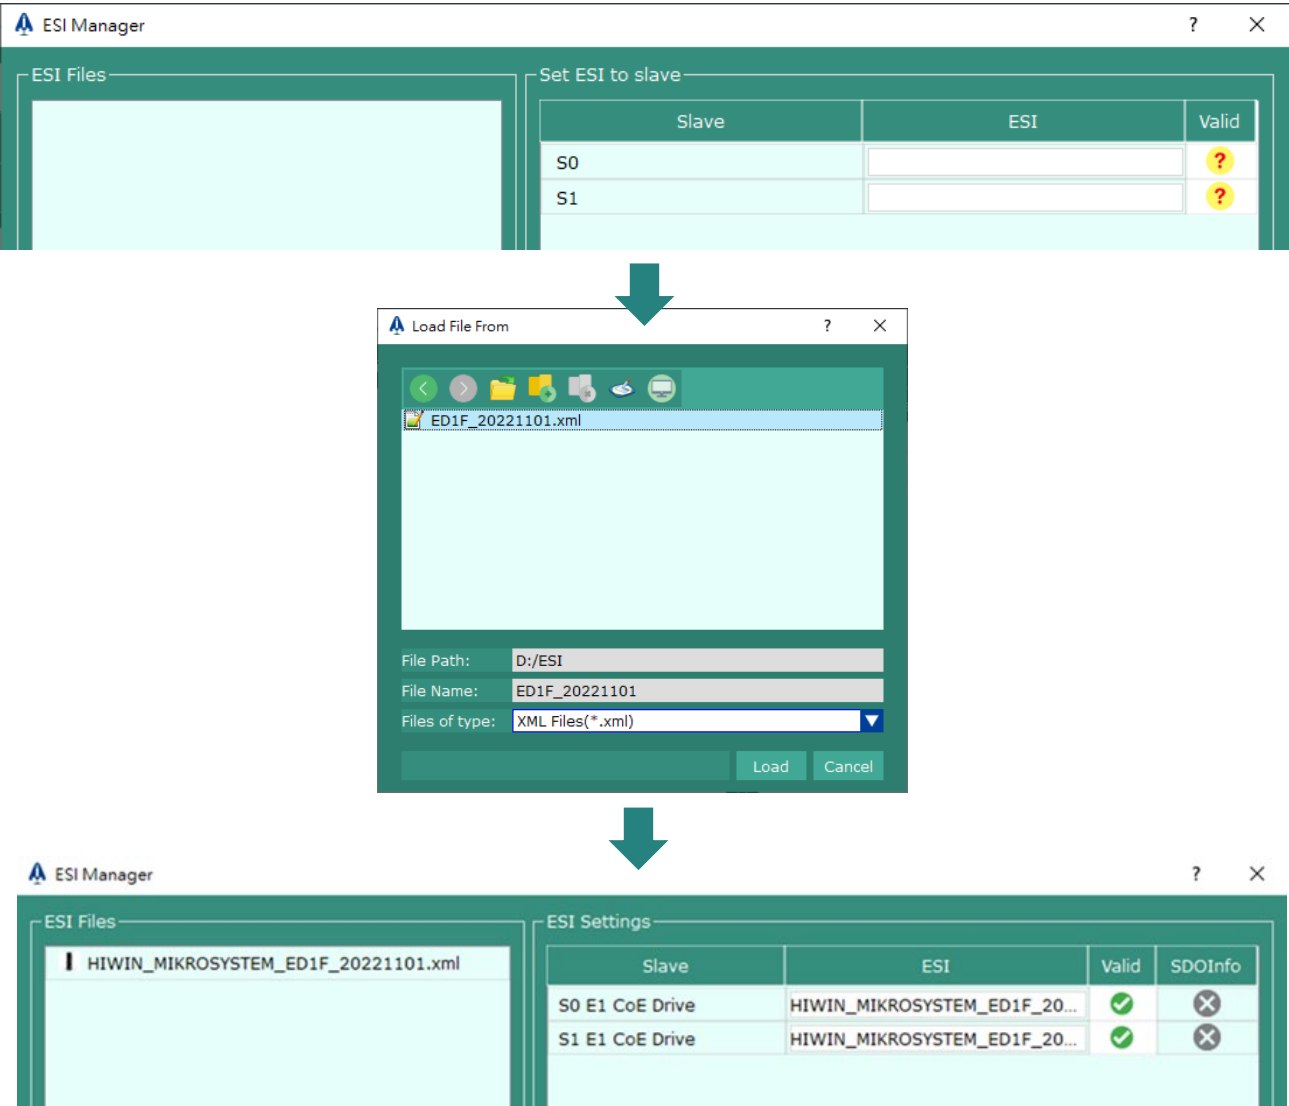 ESI Manager
?
ESI Files
Set ESI to slave
Slave ESI Valid
S0 ?
S1 ?
Load File From
?
ED1F_20221101.xml
File Path: D:/ESI
File Name: ED1F_20221101
Files of type: XML Files(*.xml)
Load Cancel
ESI Manager
?
ESI Files
HIWIN_MIKROSYSTEM_ED1F_20221101.xml
ESI Settings
Slave ESI Valid SDOInfo
S0 E1 CoE Drive HIWIN_MIKROSYSTEM_ED1F_20...
S1 E1 CoE Drive HIWIN_MIKROSYSTEM_ED1F_20...